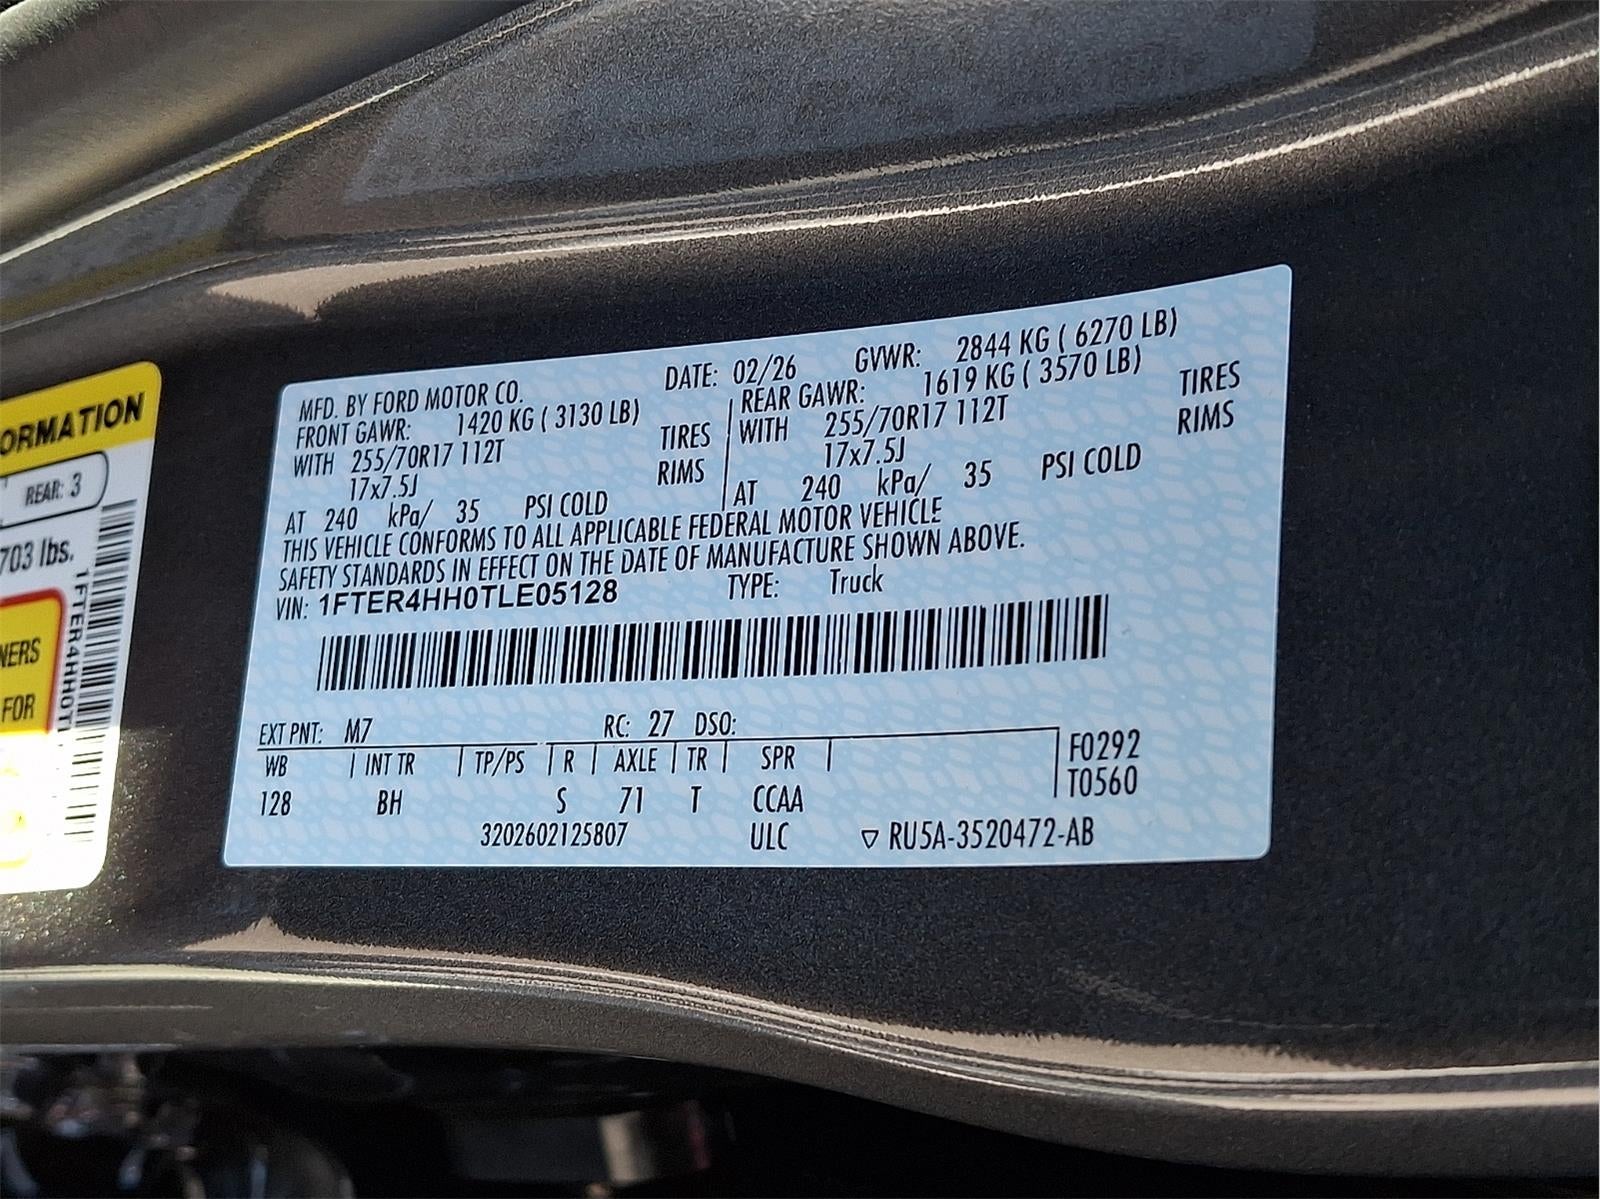 ORMATION
REAR: 3
703 lbs.
1FTER4HH0T
NERS
FOR
MFD. BY FORD MOTOR CO. DATE: 02/26 GVWR: 2844 KG ( 6270 LB)
FRONT GAWR: 1420 KG ( 3130 LB) REAR GAWR: 1619 KG ( 3570 LB)
WITH 255/70R17 112T TIRES WITH 255/70R17 112T TIRES
17x7.5J RIMS 17x7.5J RIMS
AT 240 kPa/ 35 PSI COLD AT 240 kPa/ 35 PSI COLD
THIS VEHICLE CONFORMS TO ALL APPLICABLE FEDERAL MOTOR VEHICLE
SAFETY STANDARDS IN EFFECT ON THE DATE OF MANUFACTURE SHOWN ABOVE.
VIN: 1FTER4HH0TLE05128 TYPE: Truck
EXT PNT: M7 RC: 27 DSO:
WB INT TR TP/PS R AXLE TR SPR F0292
128 BH S 71 T CCAA T0560
3202602125807 ULC ▽ RU5A-3520472-AB